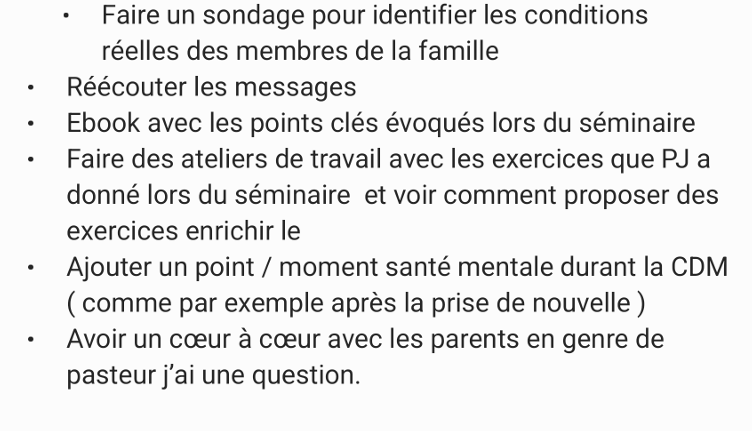 • Faire un sondage pour identifier les conditions
réelles des membres de la famille
• Réécouter les messages
• Ebook avec les points clés évoqués lors du séminaire
• Faire des ateliers de travail avec les exercices que PJ a
donné lors du séminaire  et voir comment proposer des
exercices enrichir le
• Ajouter un point / moment santé mentale durant la CDM
( comme par exemple après la prise de nouvelle )
• Avoir un cœur à cœur avec les parents en genre de
pasteur j’ai une question.